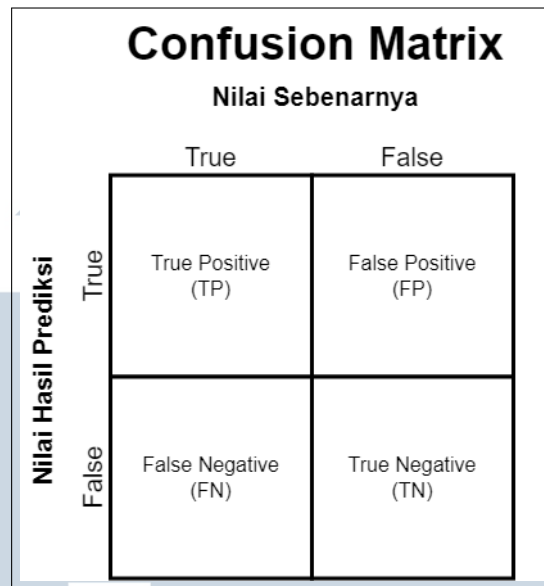 Confusion Matrix
Nilai Sebenarnya
True
False
Nilai Hasil Prediksi
True
True Positive
(TP)
False Positive
(FP)
False
False Negative
(FN)
True Negative
(TN)